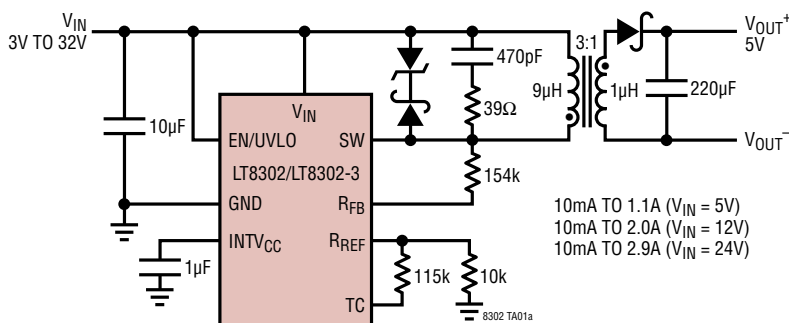 VIN
3V TO 32V
10µF
VIN
EN/UVLO
SW
LT8302/LT8302-3
GND
RFB
INTVCC
RREF
1µF
TC
470pF
39Ω
154k
115k
10k
8302 TA01a
3:1
9µH
1µH
220µF
VOUT+
5V
VOUT–
10mA TO 1.1A (VIN = 5V)
10mA TO 2.0A (VIN = 12V)
10mA TO 2.9A (VIN = 24V)